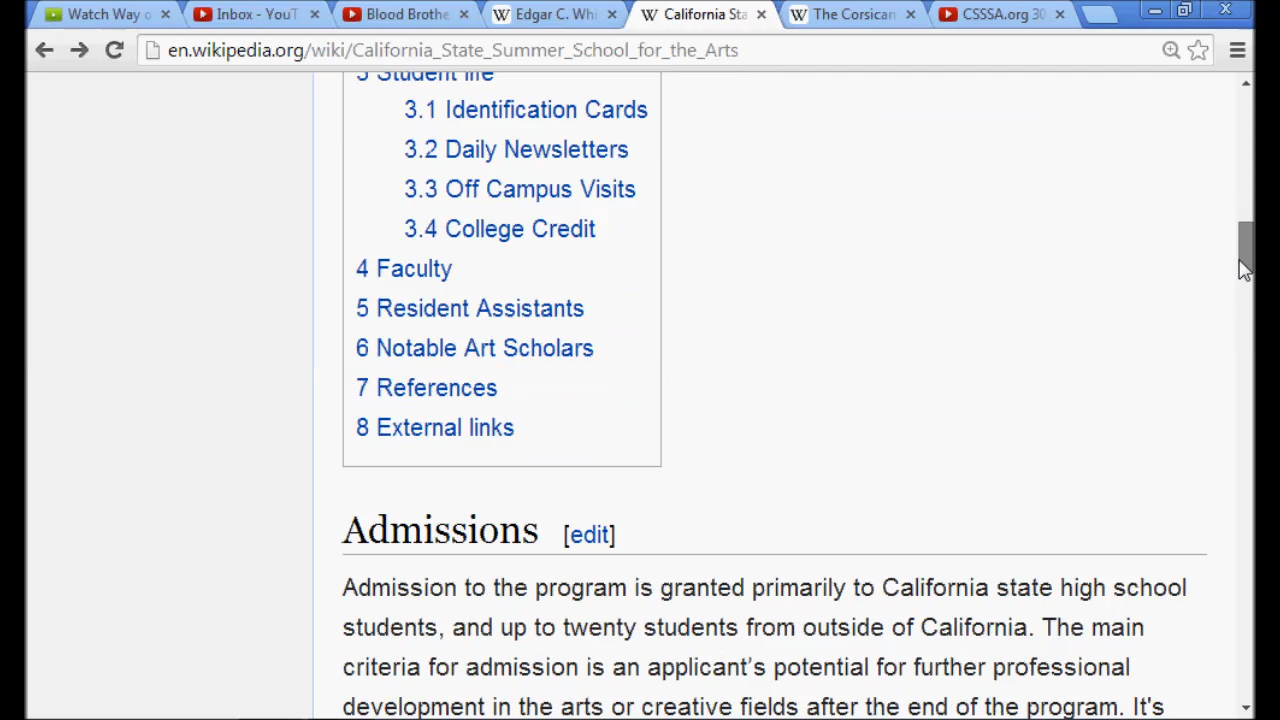 Watch Way o
Inbox - YouT
Blood Brothe
Edgar C. Whi
California Sta
The Corsican
CSSSA.org 30
en.wikipedia.org/wiki/California_State_Summer_School_for_the_Arts
3 Student life
3.1 Identification Cards
3.2 Daily Newsletters
3.3 Off Campus Visits
3.4 College Credit
4 Faculty
5 Resident Assistants
6 Notable Art Scholars
7 References
8 External links
Admissions [edit]
Admission to the program is granted primarily to California state high school
students, and up to twenty students from outside of California. The main
criteria for admission is an applicant's potential for further professional
development in the arts or creative fields after the end of the program. It's